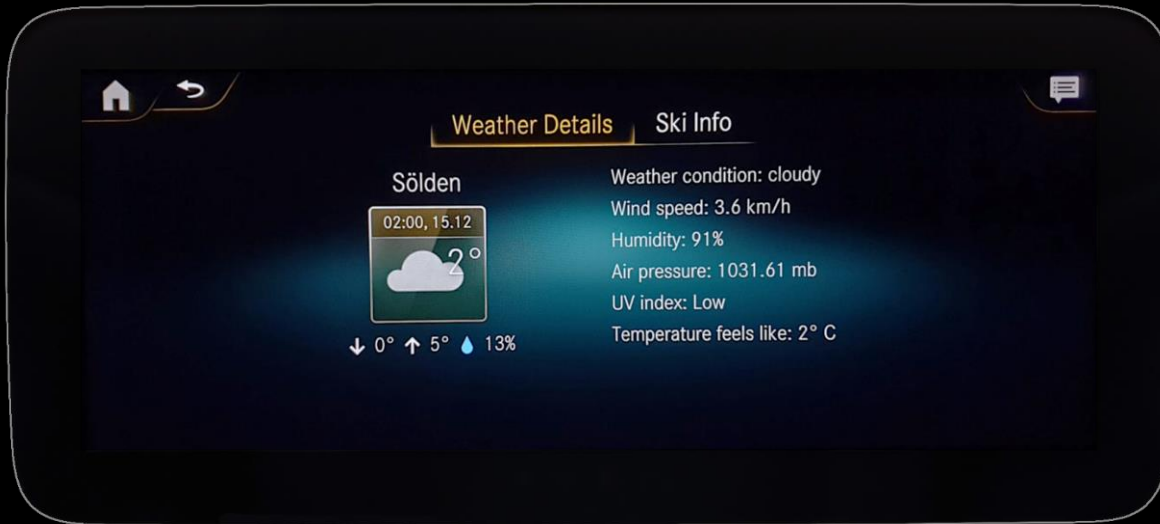 Weather Details
Ski Info
Sölden
02:00, 15.12
2°
↓ 0° ↑ 5° 13%
Weather condition: cloudy
Wind speed: 3.6 km/h
Humidity: 91%
Air pressure: 1031.61 mb
UV index: Low
Temperature feels like: 2° C